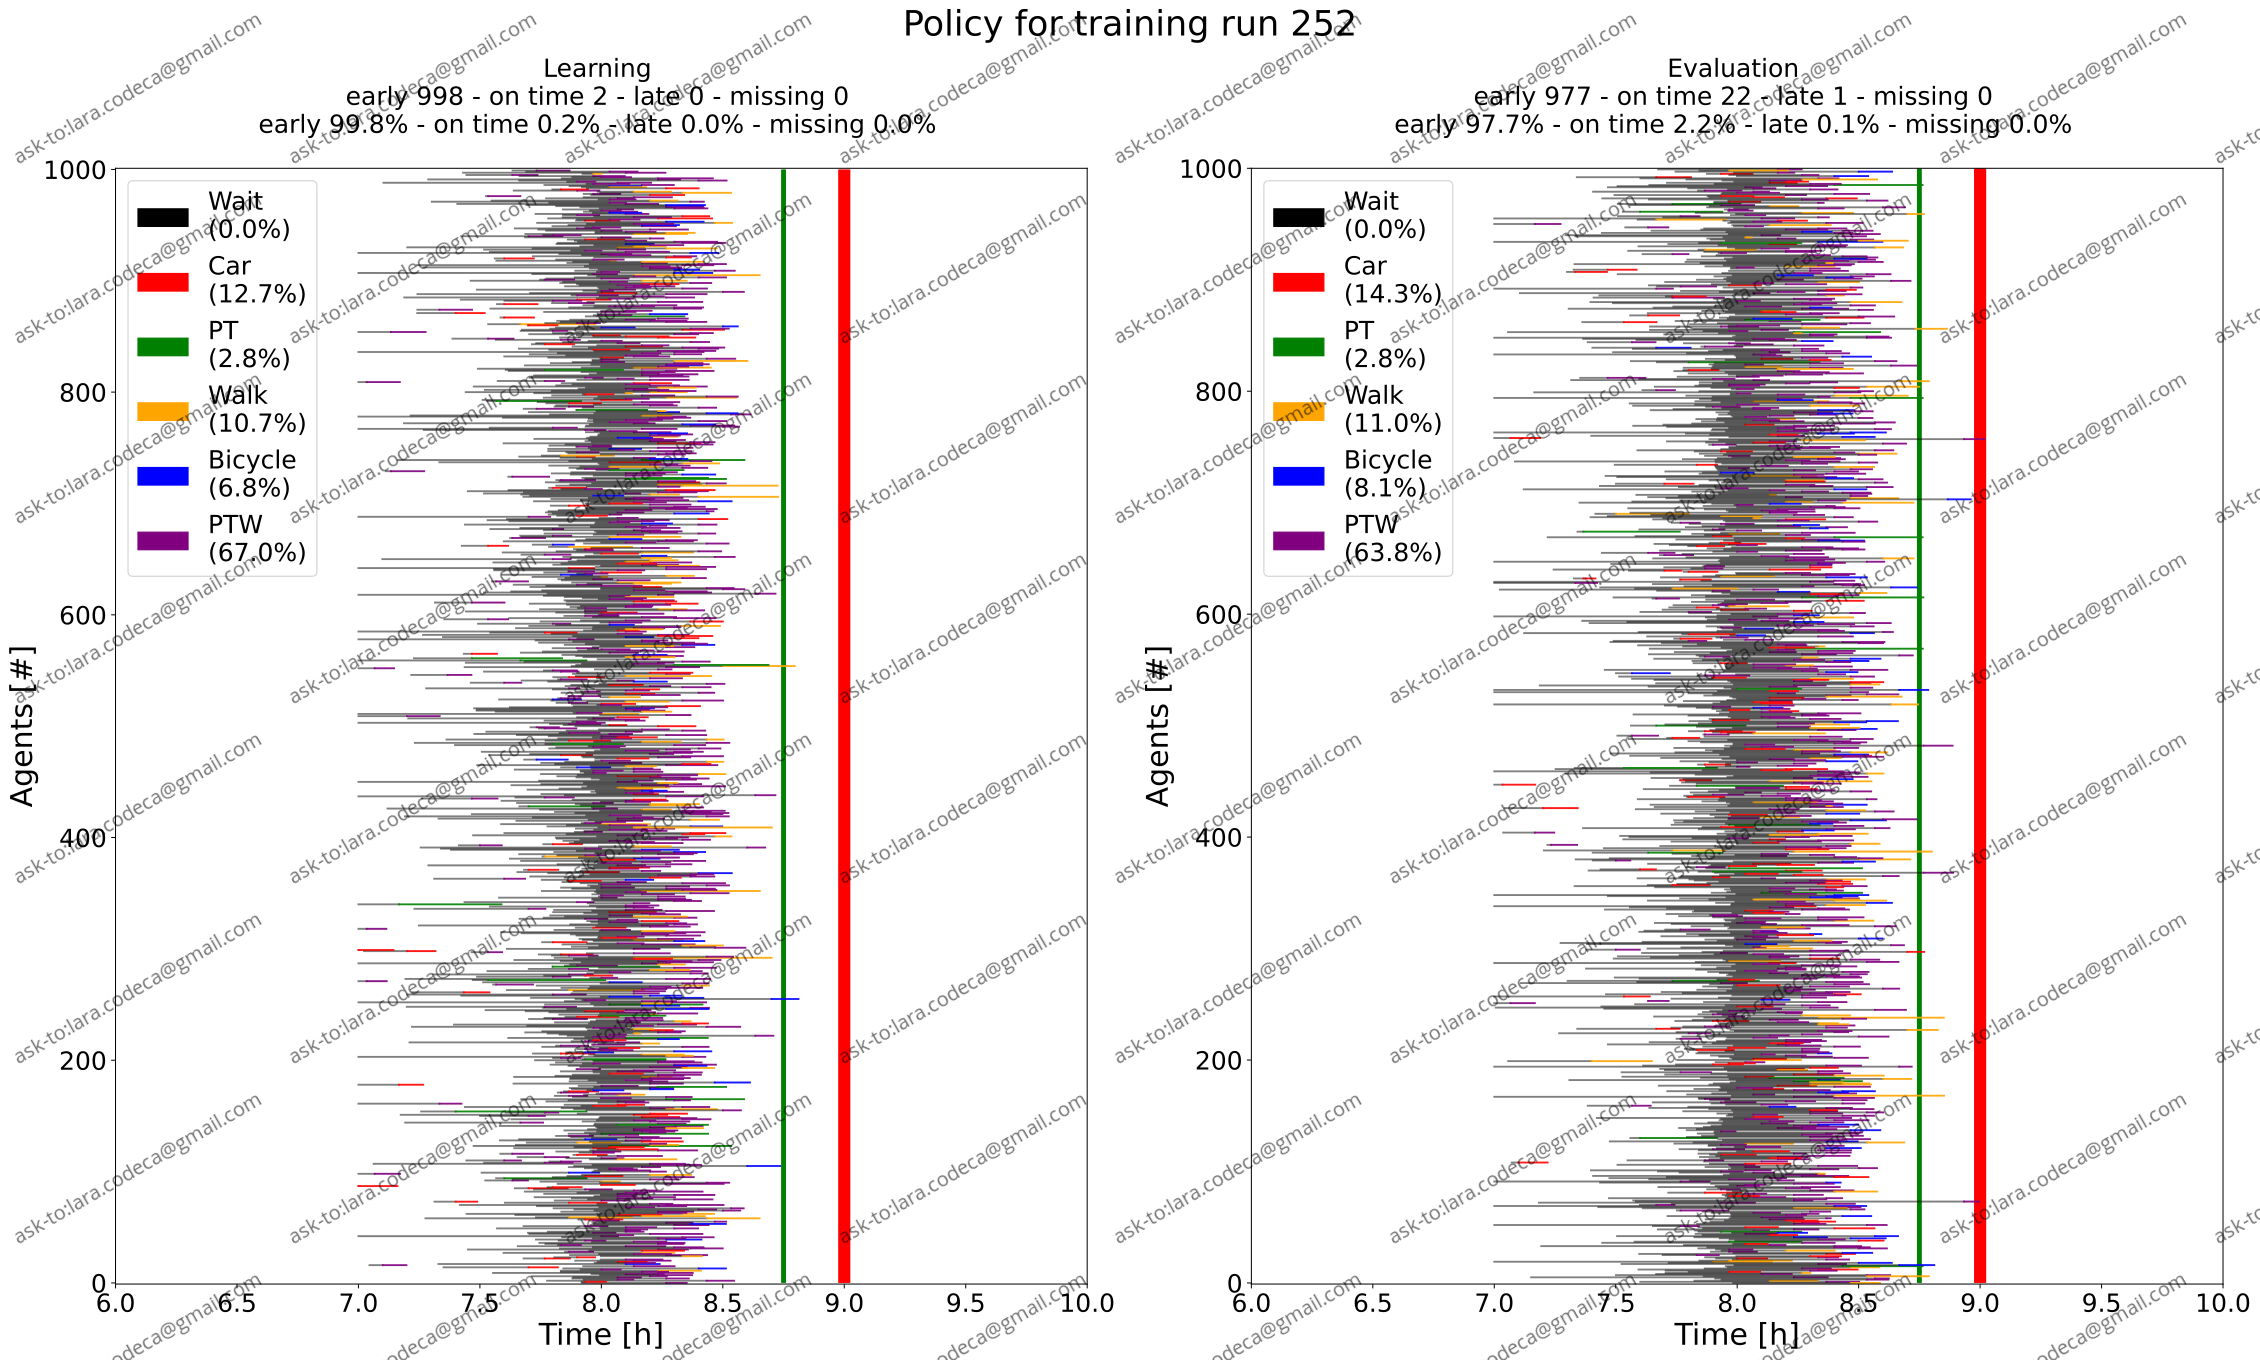 Policy for training run 252
Learning
early 998 - on time 2 - late 0 - missing 0
early 99.8% - on time 0.2% - late 0.0% - missing 0.0%
Agents [#]
1000
800
600
400
200
0
Wait
(0.0%)
Car
(12.7%)
PT
(2.8%)
Walk
(10.7%)
Bicycle
(6.8%)
PTW
(67.0%)
6.0 6.5 7.0 7.5 8.0 8.5 9.0 9.5 10.0
Time [h]
Evaluation
early 977 - on time 22 - late 1 - missing 0
early 97.7% - on time 2.2% - late 0.1% - missing 0.0%
Agents [#]
1000
800
600
400
200
0
Wait
(0.0%)
Car
(14.3%)
PT
(2.8%)
Walk
(11.0%)
Bicycle
(8.1%)
PTW
(63.8%)
6.0 6.5 7.0 7.5 8.0 8.5 9.0 9.5 10.0
Time [h]
ask-to:lara.codeca@gmail.com